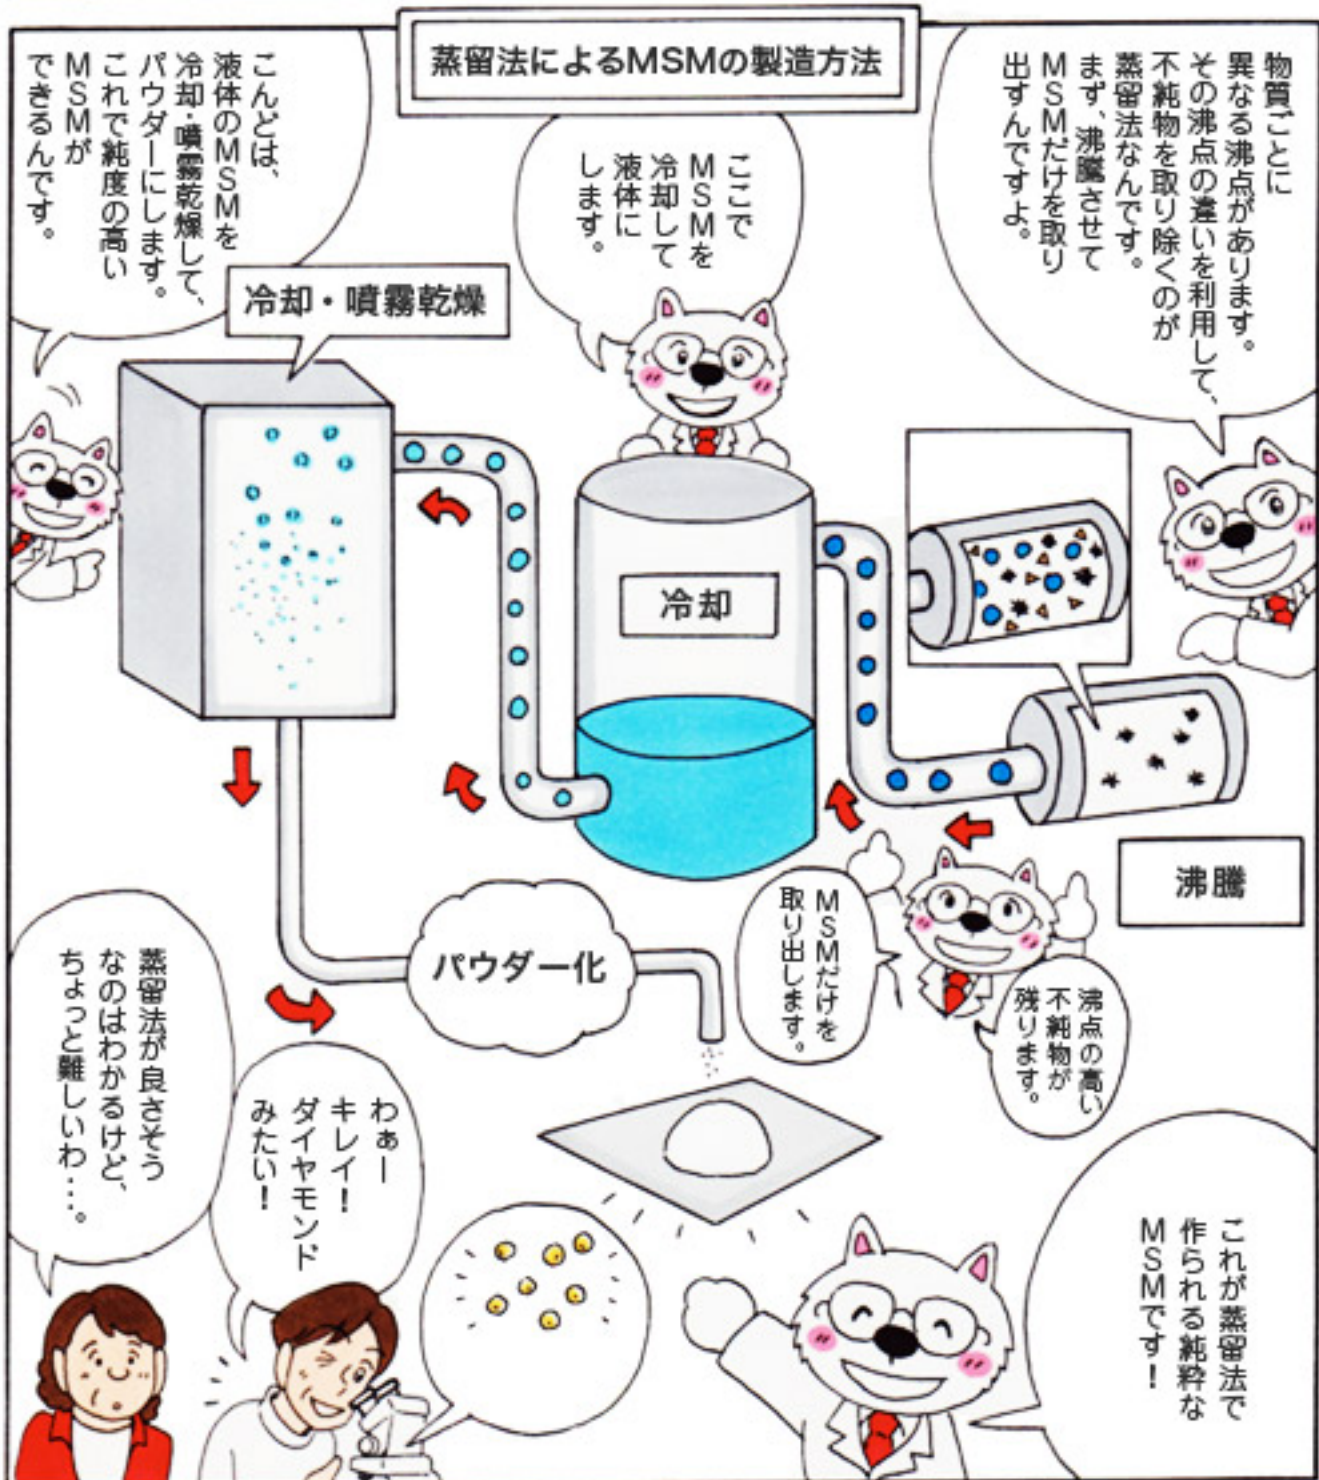 蒸留法によるMSMの製造方法
物質ごとに
異なる沸点があります。
その沸点の違いを利用して、
不純物を取り除くのが
蒸留法なんです。
まず、沸騰させて
MSMだけを取り
出すんですよ。
ここで
MSMを
冷却して
液体に
します。
こんどは、
液体のMSMを
冷却・噴霧乾燥して、
パウダーにします。
これで純度の高い
MSMが
できるんです。
冷却・噴霧乾燥
冷却
沸騰
沸点の高い
不純物が
残ります。
MSMだけを
取り出します。
パウダー化
これが蒸留法で
作られる純粋な
MSMです！
わぁー
キレイ！
ダイヤモンド
みたい！
蒸留法が良さそう
なのはわかるけど、
ちょっと難しいわ…。